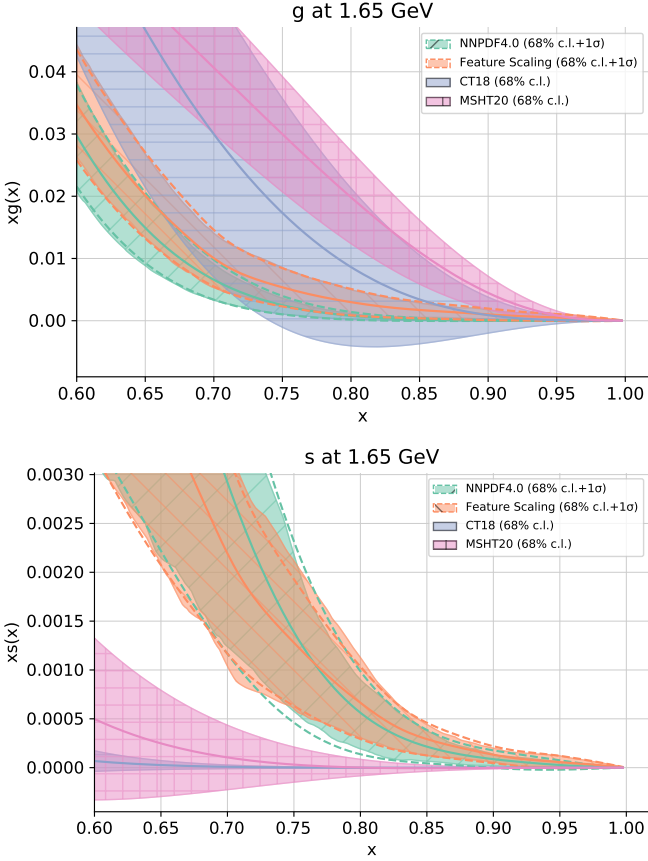 g at 1.65 GeV
NNPDF4.0 (68% c.l.+1σ)
Feature Scaling (68% c.l.+1σ)
CT18 (68% c.l.)
MSHT20 (68% c.l.)
xg(x)
0.04
0.03
0.02
0.01
0.00
0.60 0.65 0.70 0.75 0.80 0.85 0.90 0.95 1.00
x
s at 1.65 GeV
NNPDF4.0 (68% c.l.+1σ)
Feature Scaling (68% c.l.+1σ)
CT18 (68% c.l.)
MSHT20 (68% c.l.)
xs(x)
0.0030
0.0025
0.0020
0.0015
0.0010
0.0005
0.0000
0.60 0.65 0.70 0.75 0.80 0.85 0.90 0.95 1.00
x